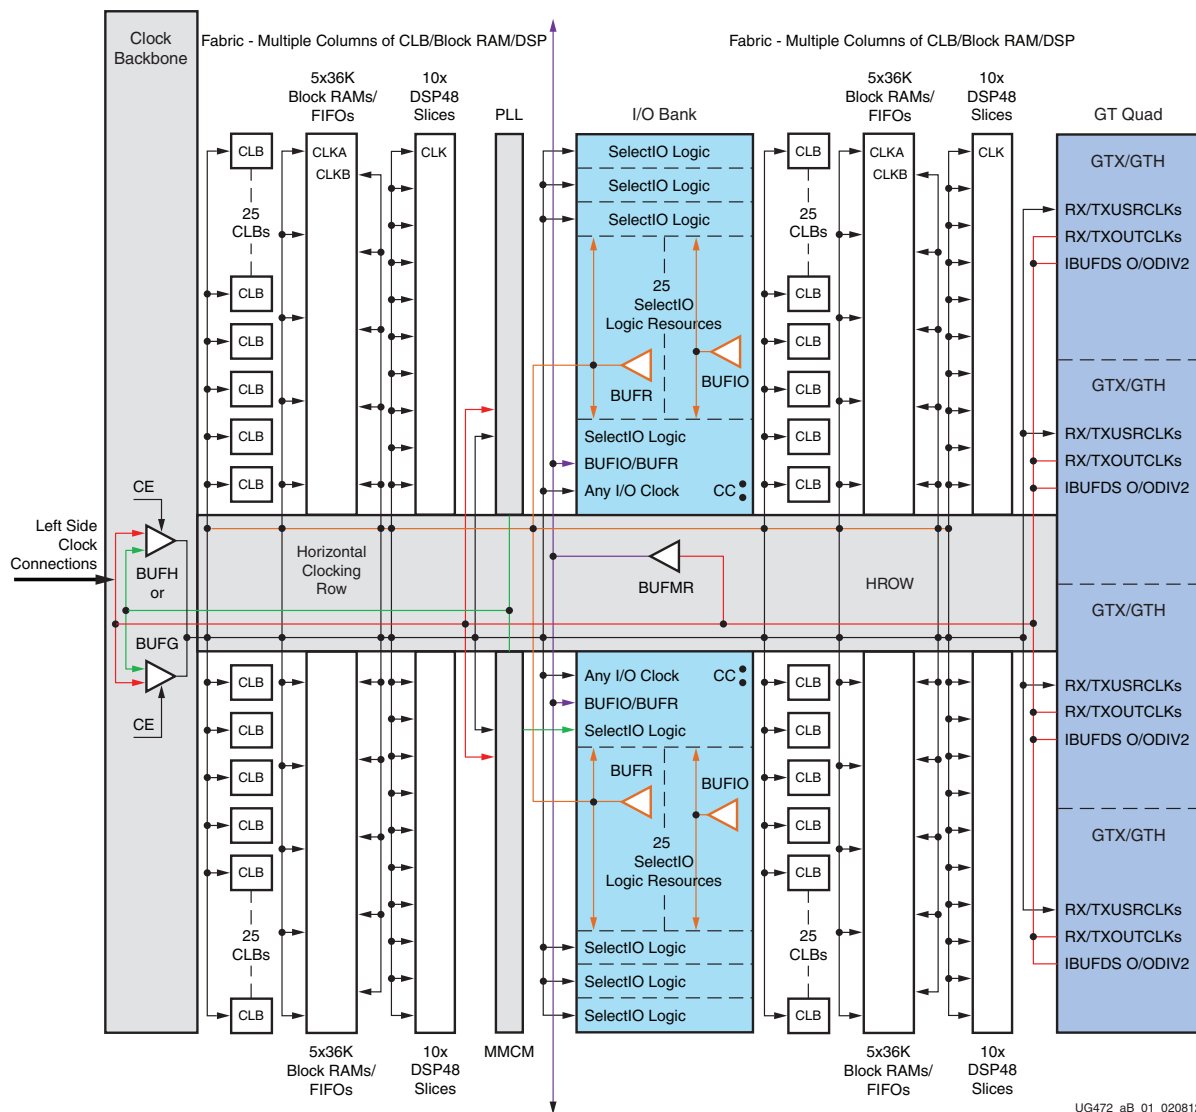 Clock
Backbone
Fabric - Multiple Columns of CLB/Block RAM/DSP
Fabric - Multiple Columns of CLB/Block RAM/DSP
5x36K
Block RAMs/
FIFOs
10x
DSP48
Slices
PLL
I/O Bank
5x36K
Block RAMs/
FIFOs
10x
DSP48
Slices
GT Quad
CLB
25
CLBs
CLB
CLB
CLB
CLB
CLB
CLKA
CLKB
CLK
SelectIO Logic
SelectIO Logic
SelectIO Logic
25
SelectIO
Logic Resources
BUFR
BUFIO
SelectIO Logic
BUFIO/BUFR
Any I/O Clock
CC
CLB
25
CLBs
CLB
CLB
CLB
CLB
CLB
CLKA
CLKB
CLK
GTX/GTH
RX/TXUSRCLKs
RX/TXOUTCLKs
IBUFDS O/ODIV2
GTX/GTH
RX/TXUSRCLKs
RX/TXOUTCLKs
IBUFDS O/ODIV2
CE
Left Side
Clock
Connections
BUFH
or
BUFG
CE
Horizontal
Clocking
Row
BUFMR
HROW
CLB
CLB
CLB
CLB
CLB
25
CLBs
CLB
Any I/O Clock
CC
BUFIO/BUFR
SelectIO Logic
BUFR
BUFIO
25
SelectIO
Logic Resources
SelectIO Logic
SelectIO Logic
SelectIO Logic
CLB
CLB
CLB
CLB
CLB
25
CLBs
CLB
GTX/GTH
RX/TXUSRCLKs
RX/TXOUTCLKs
IBUFDS O/ODIV2
GTX/GTH
RX/TXUSRCLKs
RX/TXOUTCLKs
IBUFDS O/ODIV2
5x36K
Block RAMs/
FIFOs
10x
DSP48
Slices
MMCM
5x36K
Block RAMs/
FIFOs
10x
DSP48
Slices
UG472_aB_01_020812